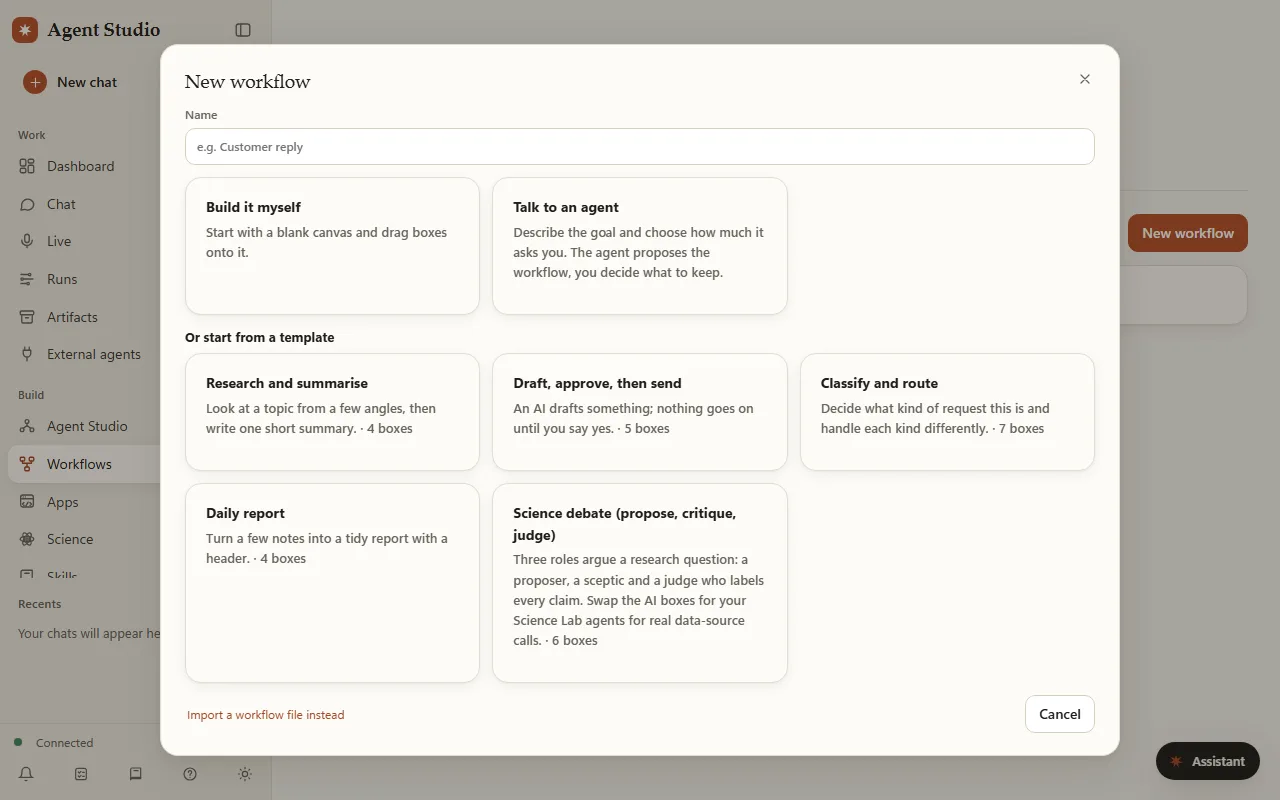 Agent Studio
New chat
Work
Dashboard
Chat
Live
Runs
Artifacts
External agents
Build
Agent Studio
Workflows
Apps
Science
Skills
Recents
Your chats will appear he
Connected
New workflow
Name
e.g. Customer reply
Build it myself
Start with a blank canvas and drag boxes
onto it.
Talk to an agent
Describe the goal and choose how much it
asks you. The agent proposes the
workflow, you decide what to keep.
Or start from a template
Research and summarise
Look at a topic from a few angles, then
write one short summary. · 4 boxes
Draft, approve, then send
An AI drafts something; nothing goes on
until you say yes. · 5 boxes
Classify and route
Decide what kind of request this is and
handle each kind differently. · 7 boxes
Daily report
Turn a few notes into a tidy report with a
header. · 4 boxes
Science debate (propose, critique,
judge)
Three roles argue a research question: a
proposer, a sceptic and a judge who labels
every claim. Swap the AI boxes for your
Science Lab agents for real data-source
calls. · 6 boxes
Import a workflow file instead
Cancel
New workflow
Assistant